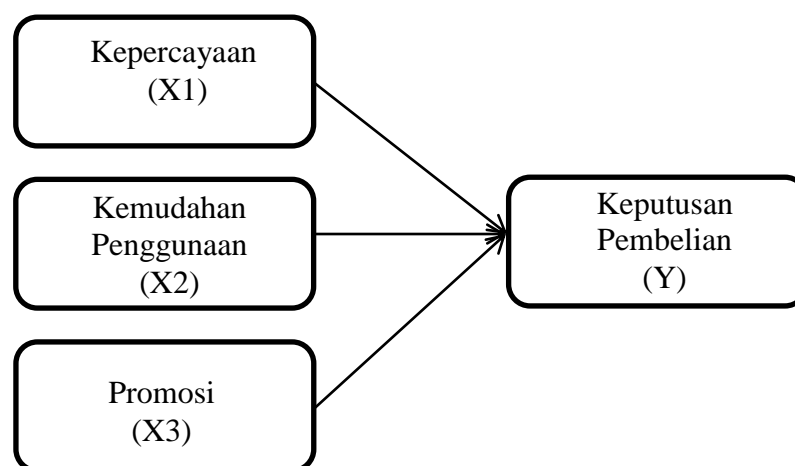 Kepercayaan
(X1)
Kemudahan
Penggunaan
(X2)
Promosi
(X3)
Keputusan
Pembelian
(Y)